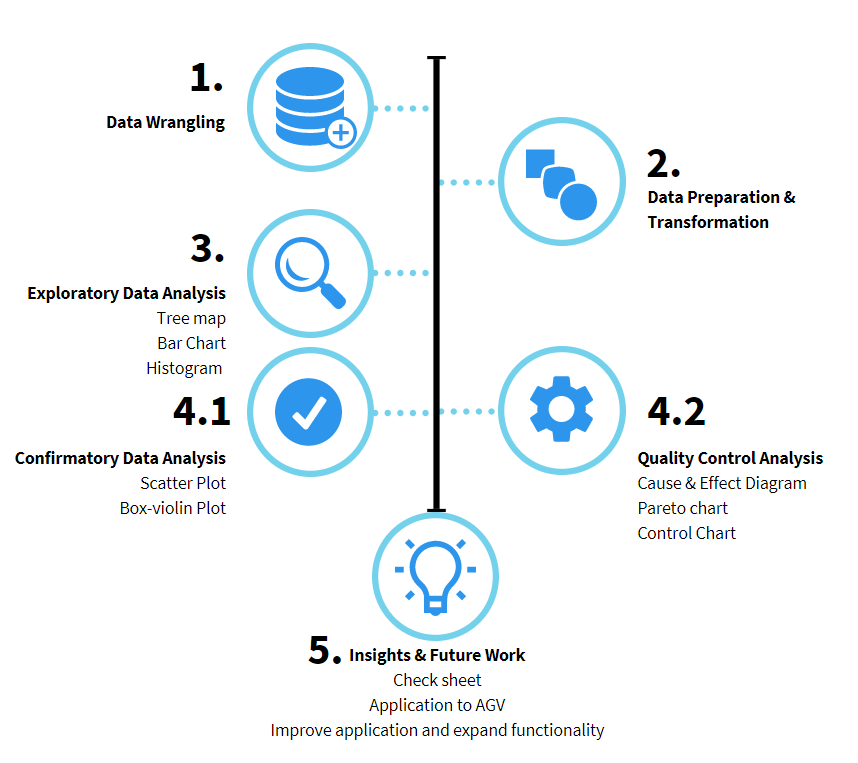 1.
Data Wrangling
2.
Data Preparation &
Transformation
3.
Exploratory Data Analysis
Tree map
Bar Chart
Histogram
4.1
Confirmatory Data Analysis
Scatter Plot
Box-violin Plot
4.2
Quality Control Analysis
Cause & Effect Diagram
Pareto chart
Control Chart
5. Insights & Future Work
Check sheet
Application to AGV
Improve application and expand functionality